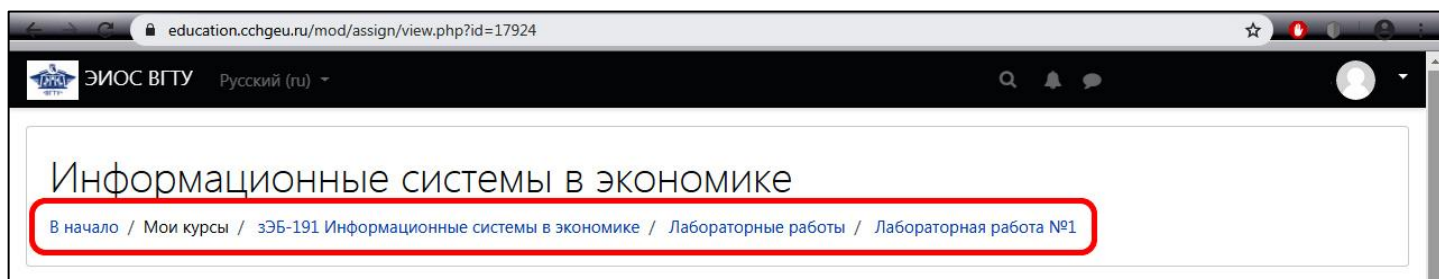 education.cchgeu.ru/mod/assign/view.php?id=17924
ВГТУ ЭИОС ВГТУ Русский (ru)
Информационные системы в экономике
В начало / Мои курсы / зЭБ-191 Информационные системы в экономике / Лабораторные работы / Лабораторная работа №1